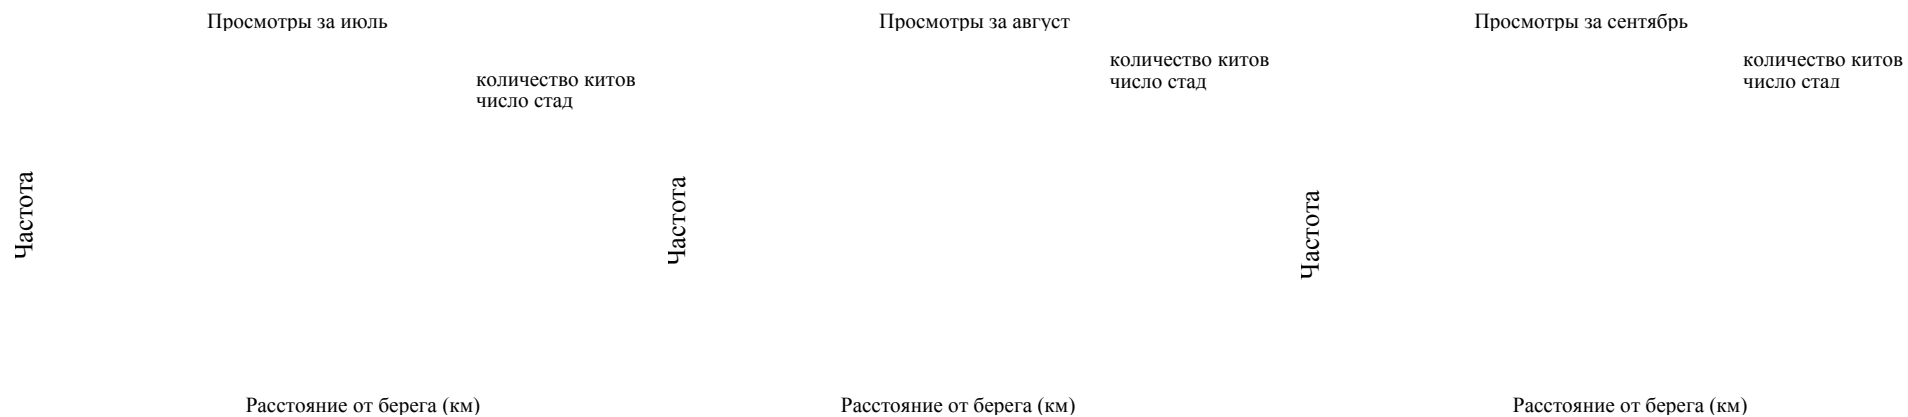 Просмотры за июль
количество китов
число стад
Частота
Расстояние от берега (км)
Просмотры за август
количество китов
число стад
Частота
Расстояние от берега (км)
Просмотры за сентябрь
количество китов
число стад
Частота
Расстояние от берега (км)